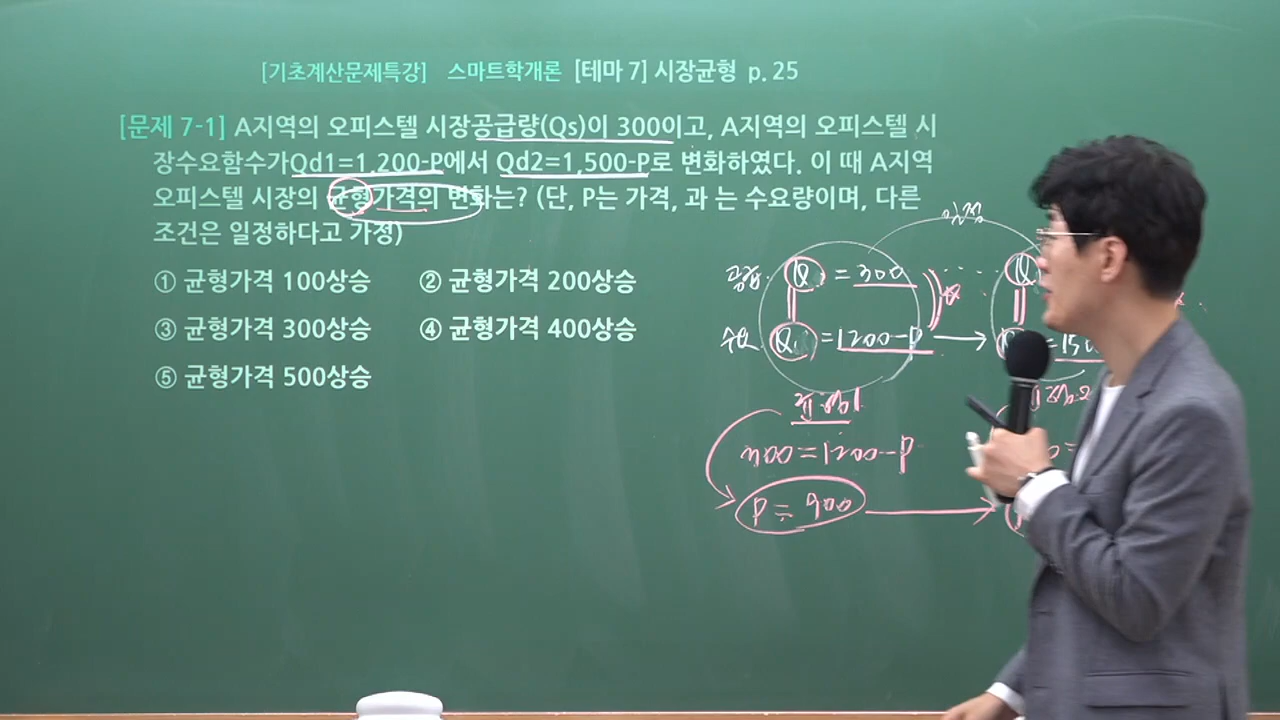 [기초계산문제특강] 스마트학개론 [테마 7] 시장균형 p. 25
[문제 7-1] A지역의 오피스텔 시장공급량(Qs)이 300이고, A지역의 오피스텔 시
장수요함수가Qd1=1,200-P에서 Qd2=1,500-P로 변화하였다. 이 때 A지역
오피스텔 시장의 균형가격의 변화는? (단, P는 가격, 과 는 수요량이며, 다른
조건은 일정하다고 가정)
① 균형가격 100상승 ② 균형가격 200상승
③ 균형가격 300상승 ④ 균형가격 400상승
⑤ 균형가격 500상승
공급. Q = 300 Q
수요. Q = 1200-P → =150
300=1200-P
P = 900